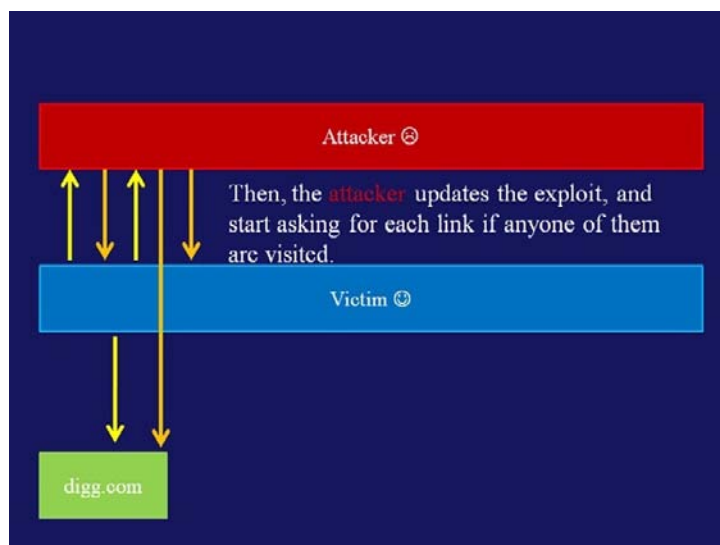 Attacker ☹
Then, the attacker updates the exploit, and
start asking for each link if anyone of them
are visited.
Victim ☺
digg.com